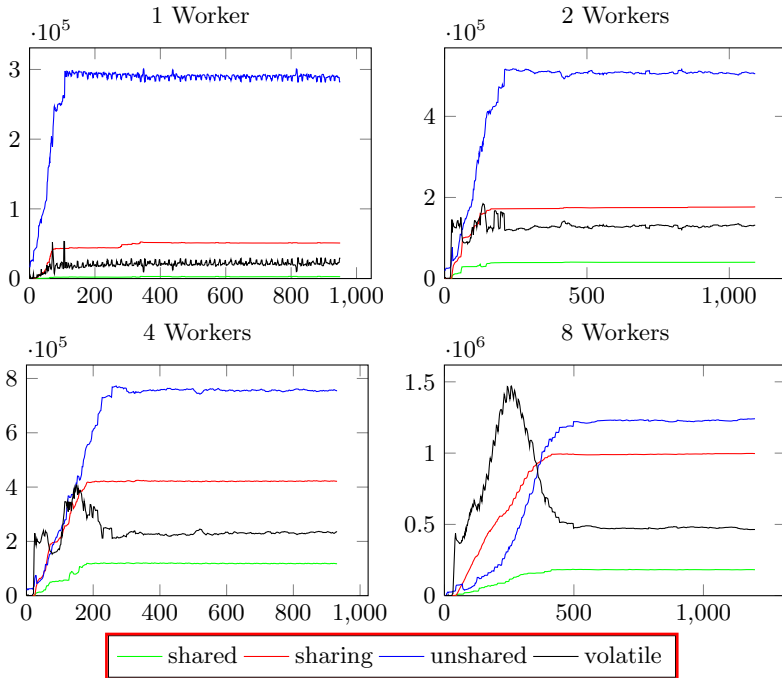 1 Worker
2 Workers
·10^5
3
2
1
0
0 200 400 600 800 1,000
·10^5
4
2
0
0 500 1,000
4 Workers
8 Workers
·10^5
8
6
4
2
0
0 200 400 600 800 1,000
·10^6
1.5
1
0.5
0
0 500 1,000
shared sharing unshared volatile